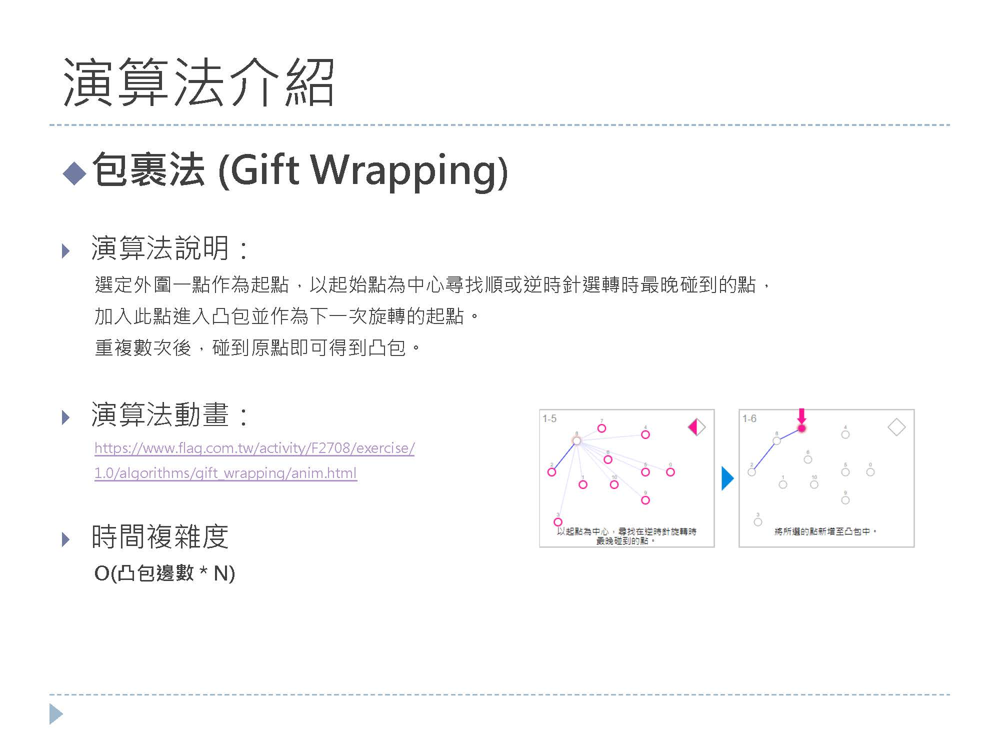 演算法介紹
包裹法 (Gift Wrapping)
演算法說明：
選定外圍一點作為起點，以起始點為中心尋找順或逆時針選轉時最晚碰到的點，
加入此點進入凸包並作為下一次旋轉的起點。
重複數次後，碰到原點即可得到凸包。
演算法動畫：
https://www.flag.com.tw/activity/F2708/exercise/
1.0/algorithms/gift_wrapping/anim.html
時間複雜度
O(凸包邊數 * N)
1-5
7
4
8
6
2
5
0
1
10
9
3
以起點為中心，尋找在逆時針旋轉時
最晚碰到的點。
1-6
4
8
6
2
5
0
1
10
9
3
將所選的點新增至凸包中。